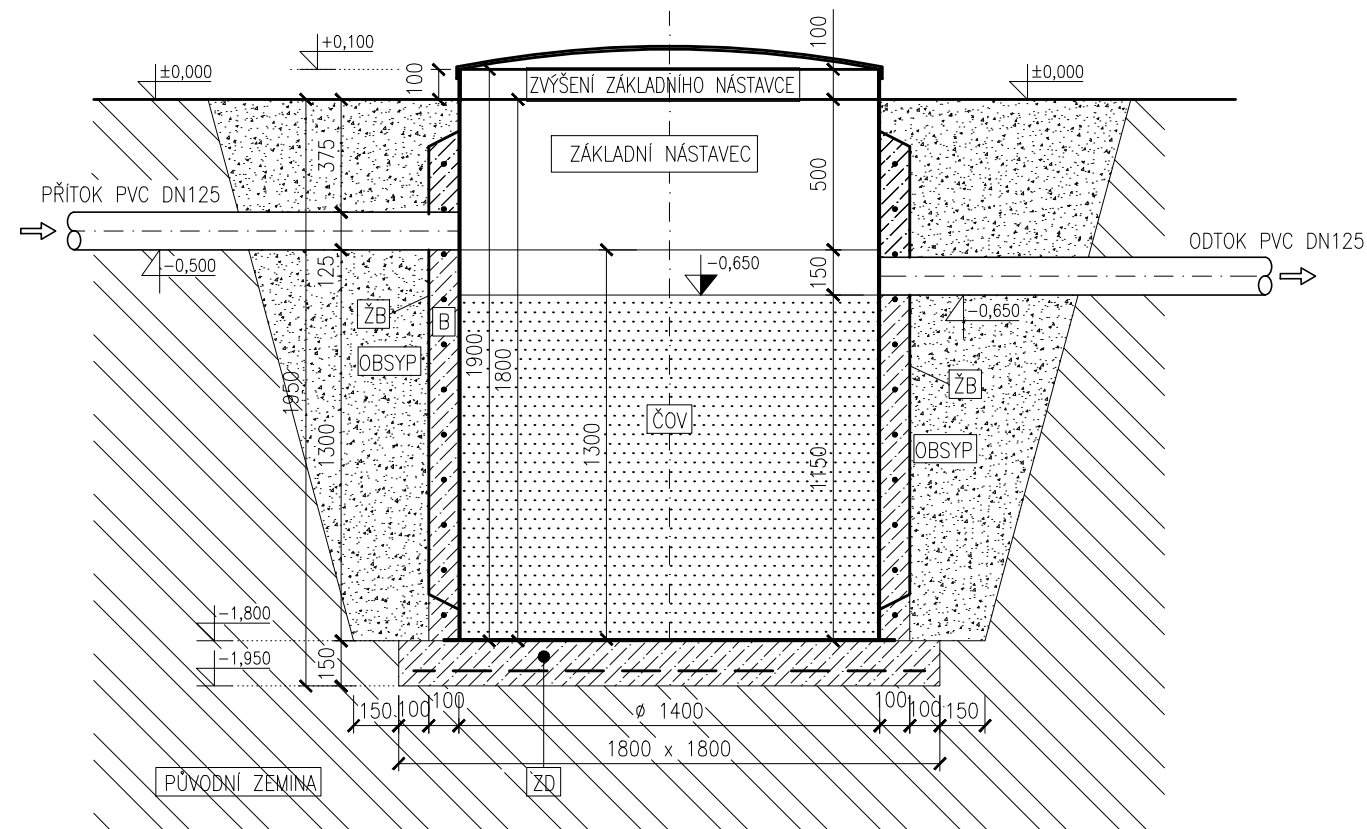 +0,100
100
±0,000
100
ZVÝŠENÍ ZÁKLADNÍHO NÁSTAVCE
±0,000
375
ZÁKLADNÍ NÁSTAVEC
500
PŘÍTOK PVC DN125
ODTOK PVC DN125
-0,500
125
-0,650
150
-0,650
ŽB
B
OBSYP
1900
1800
1950
ŽB
ČOV
1300
1300
1150
OBSYP
-1,800
-1,950
150
150
100
100
ø 1400
100
100
150
1800 x 1800
PŮVODNÍ ZEMINA
ZD